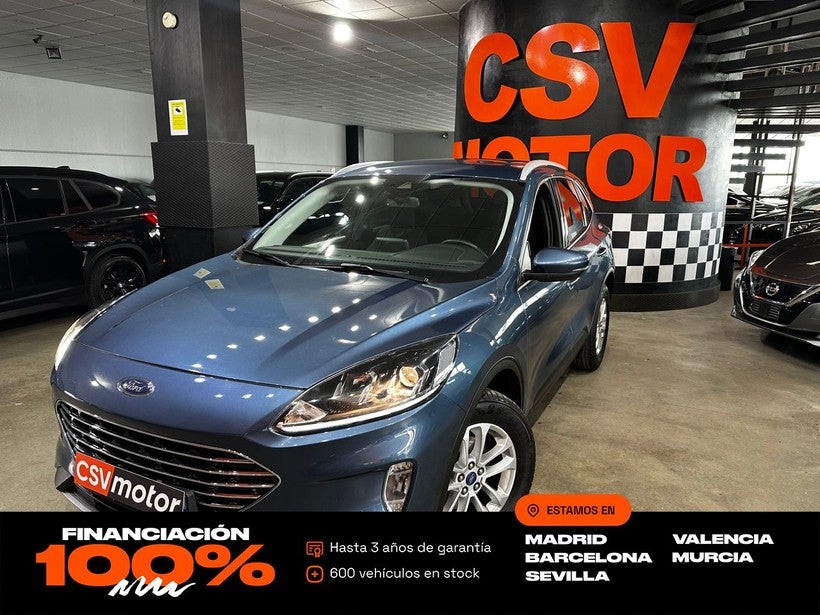 CSV
MOTOR
Ford
CSVmotor
FINANCIACIÓN
100%
Hasta 3 años de garantía
600 vehículos en stock
ESTAMOS EN
MADRID
BARCELONA
SEVILLA
VALENCIA
MURCIA